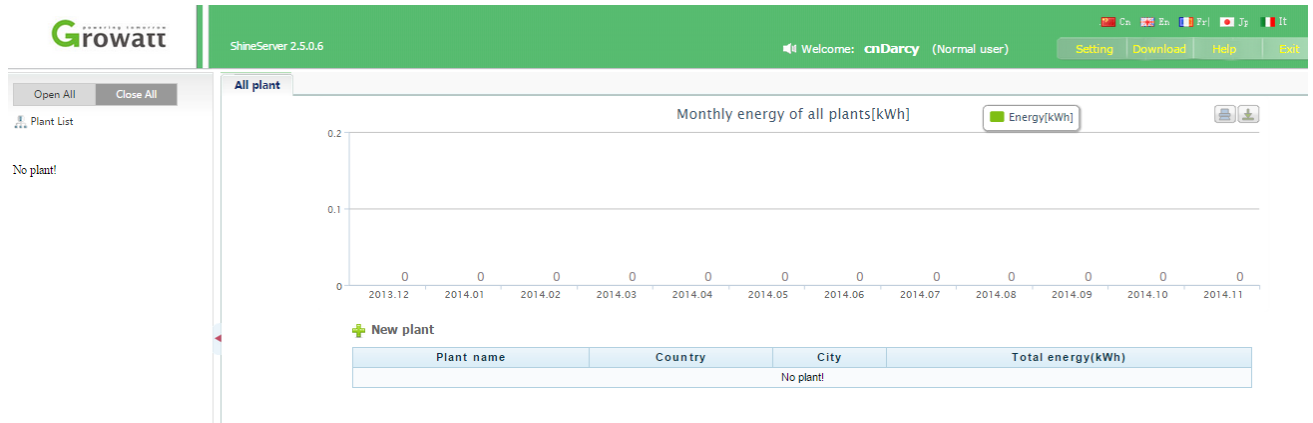 powering tomorrow
Growatt
ShineServer 2.5.0.6
Cn En Fr| Jp It
Welcome: cnDarcy (Normal user)
Setting Download Help Exit
Open All Close All
Plant List
No plant!
All plant
Monthly energy of all plants[kWh]
Energy[kWh]
0.2
0.1
0
0 0 0 0 0 0 0 0 0 0 0 0
2013.12 2014.01 2014.02 2014.03 2014.04 2014.05 2014.06 2014.07 2014.08 2014.09 2014.10 2014.11
New plant
Plant name Country City Total energy(kWh)
No plant!